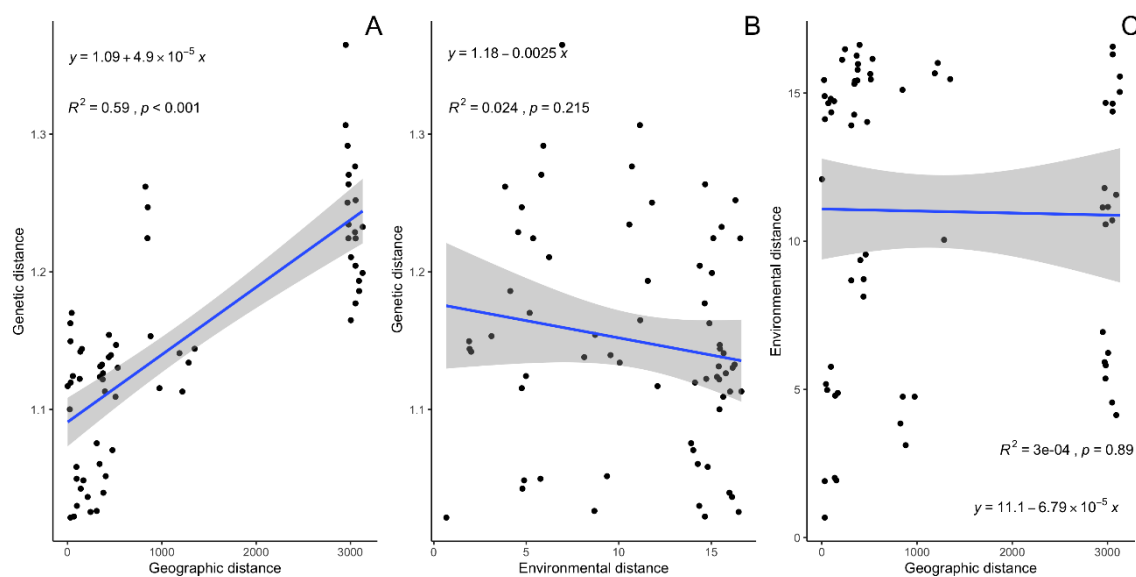 A
y = 1.09 + 4.9 × 10⁻⁵ x
R² = 0.59 , p < 0.001
1.3
1.2
1.1
Genetic distance
0 1000 2000 3000
Geographic distance
B
y = 1.18 − 0.0025 x
R² = 0.024 , p = 0.215
1.3
1.2
1.1
Genetic distance
0 5 10 15
Environmental distance
C
15
10
5
0
Environmental distance
R² = 3e-04 , p = 0.89
y = 11.1 − 6.79 × 10⁻⁵ x
0 1000 2000 3000
Geographic distance